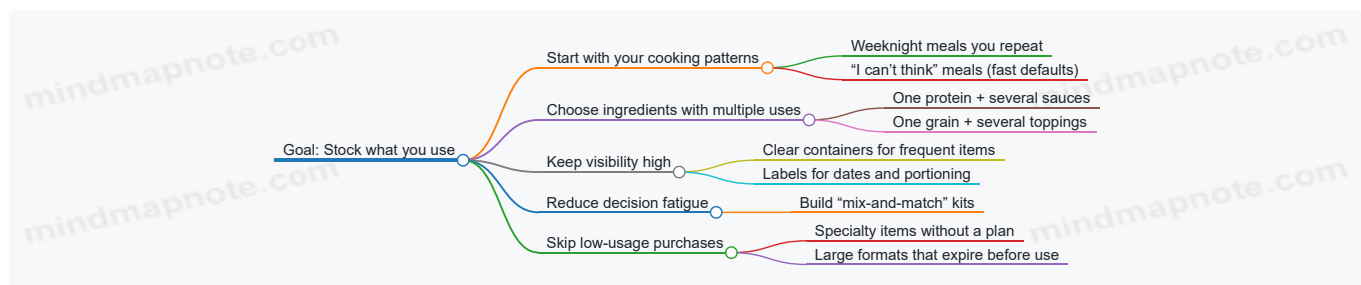 mindmapnote.com
mindmapnote.com
Start with your cooking patterns
Weeknight meals you repeat
“I can’t think” meals (fast defaults)
Choose ingredients with multiple uses
One protein + several sauces
One grain + several toppings
Goal: Stock what you use
Keep visibility high
Clear containers for frequent items
Labels for dates and portioning
Reduce decision fatigue
Build “mix-and-match” kits
Skip low-usage purchases
Specialty items without a plan
Large formats that expire before use
mindmapnote.com
mindmapnote.com